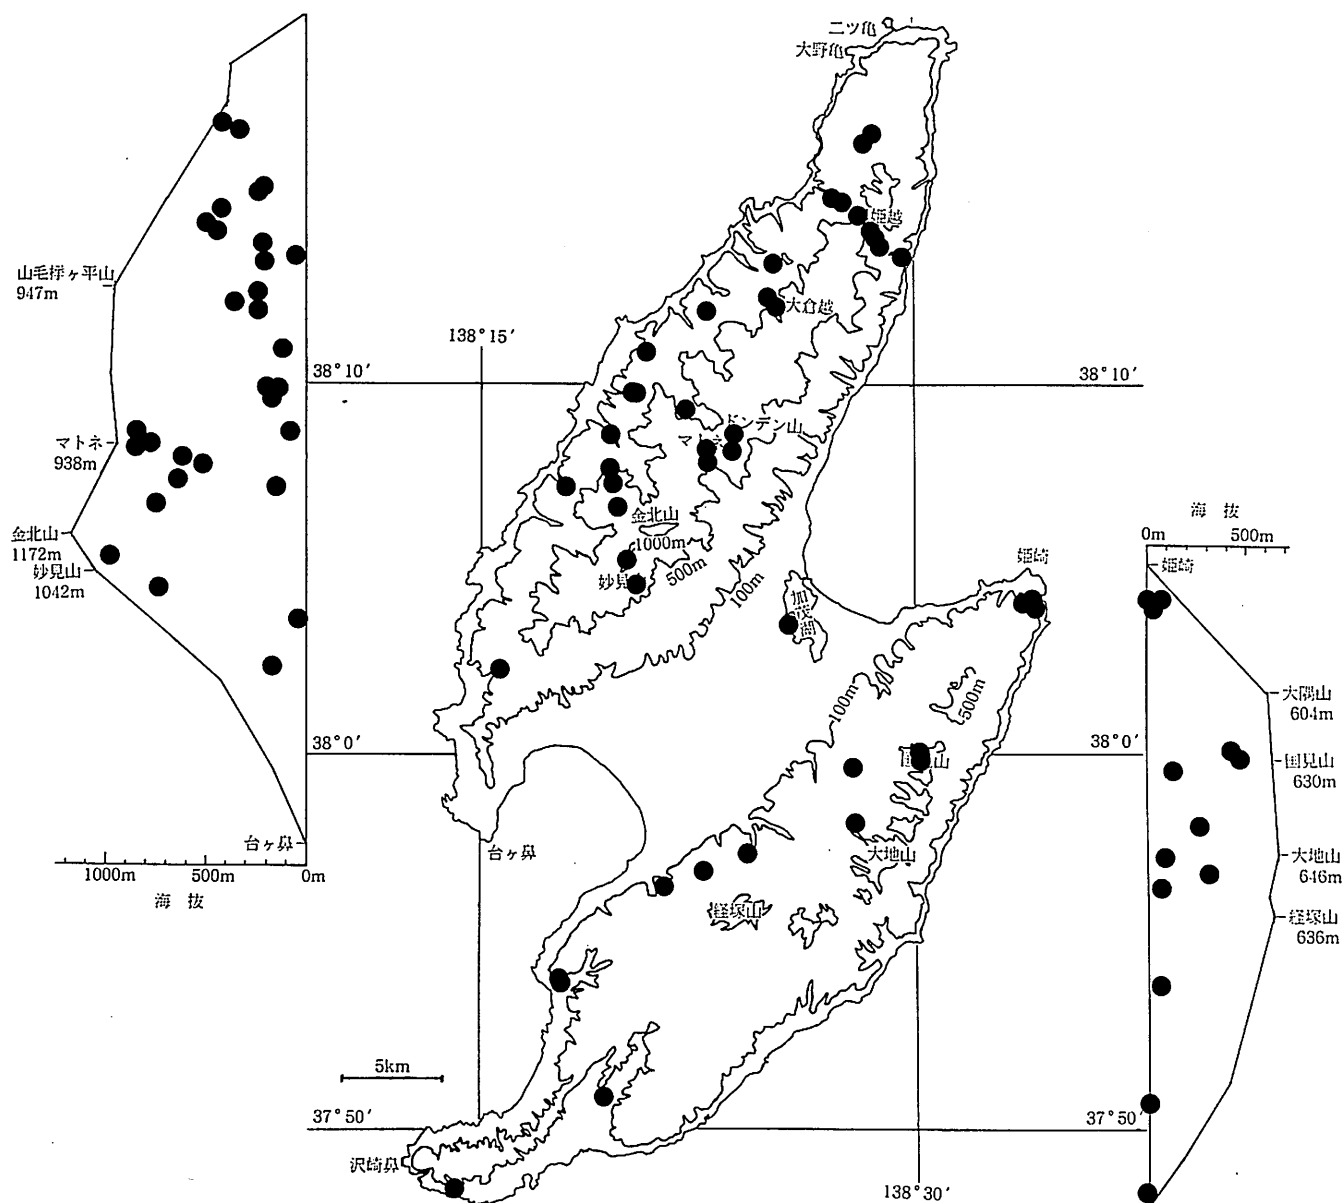 二ツ亀
大野亀
姫越
山毛欅ヶ平山
947m
大倉越
138°15′
38°10′
38°10′
ドンデン山
マトネ
マトネ
938m
金北山
1000m
海 抜
0m 500m
金北山
1172m
妙見山
1042m
500m
100m
姫崎
姫崎
加茂湖
100m
500m
大隅山
604m
38°0′
38°0′
国見山
630m
台ヶ鼻
台ヶ鼻
大地山
大地山
646m
1000m 500m 0m
海 抜
経塚山
経塚山
636m
5km
37°50′
37°50′
沢崎鼻
138°30′